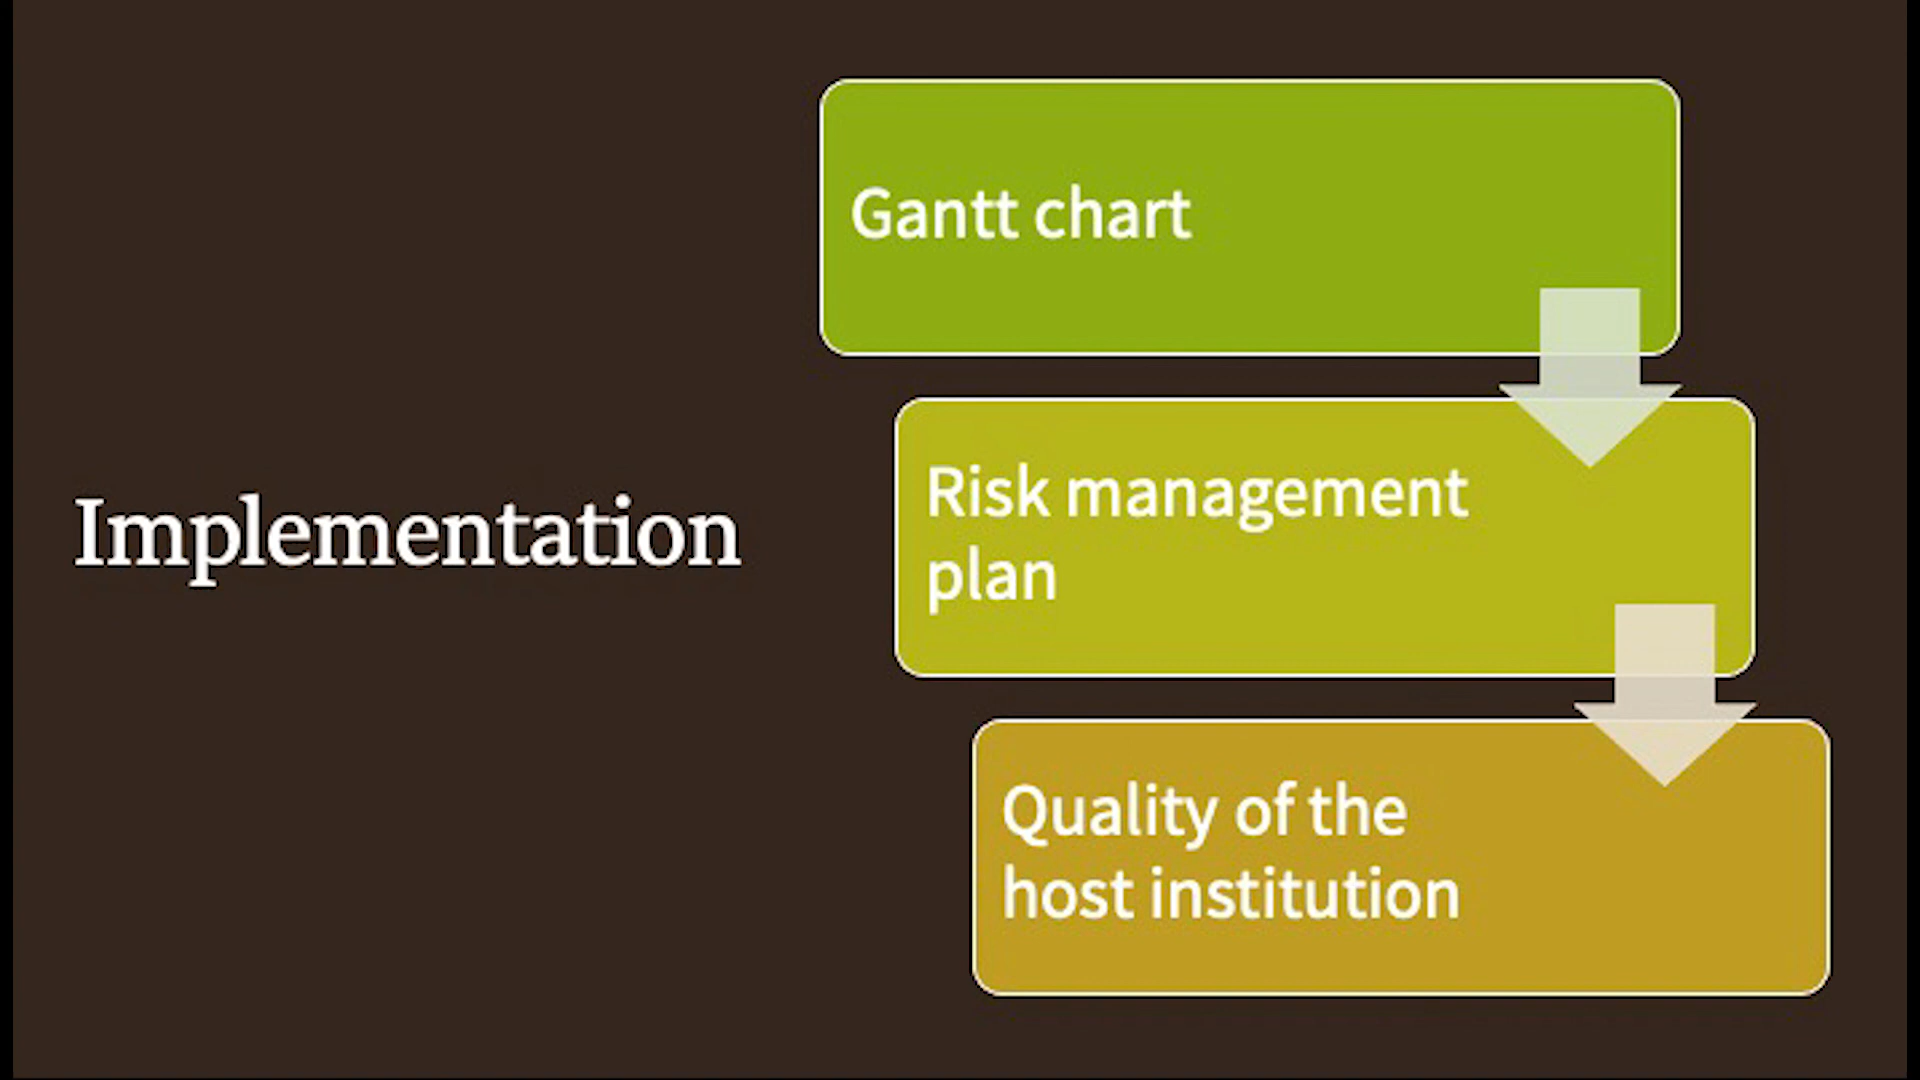 Implementation
Gantt chart
Risk management
plan
Quality of the
host institution